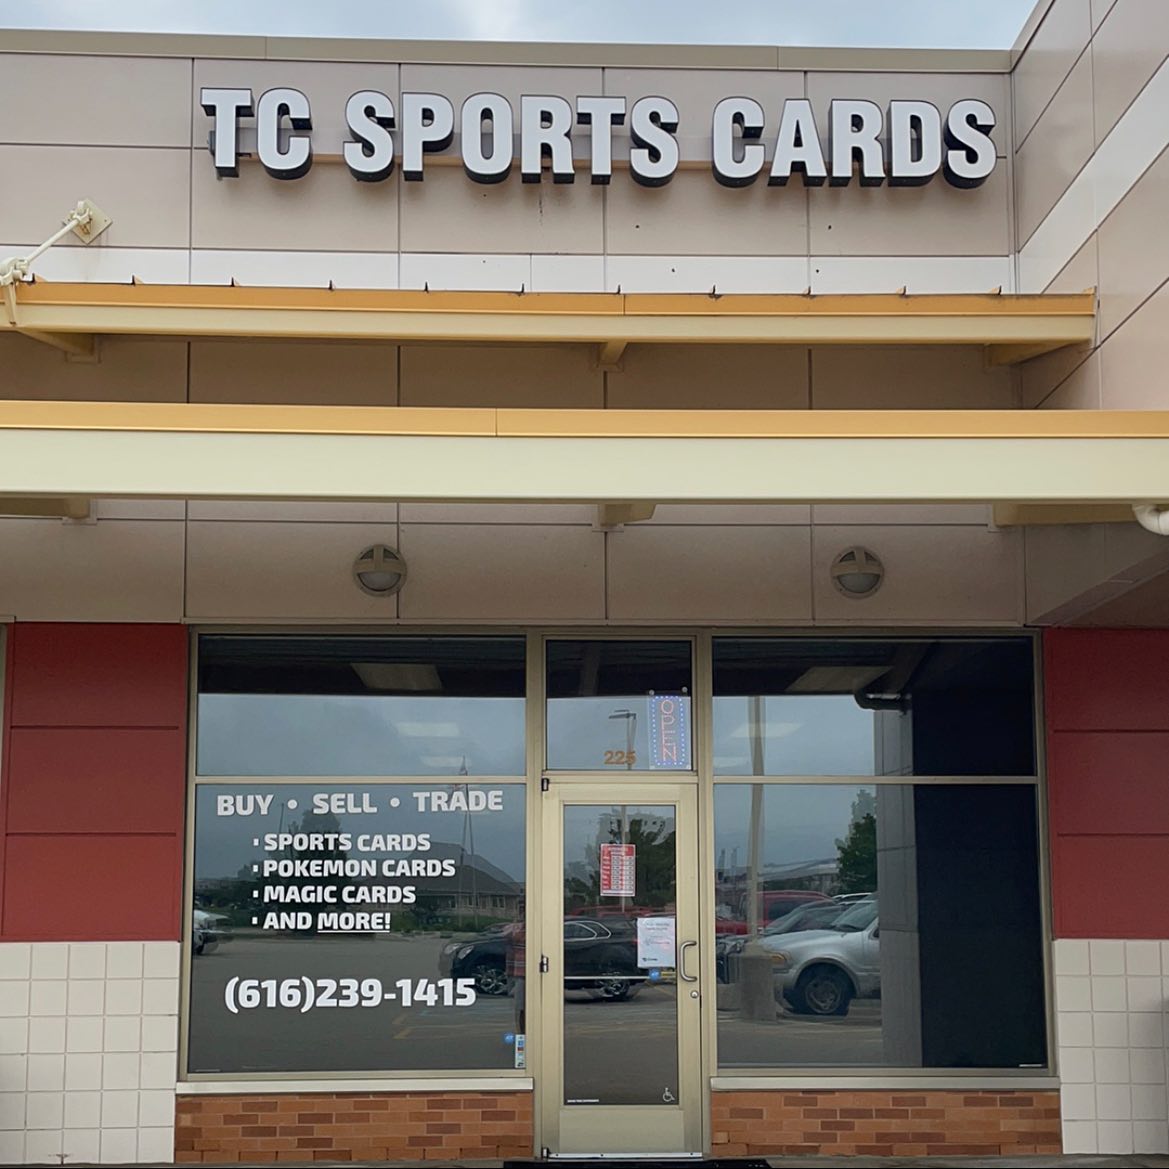 TC SPORTS CARDS
OPEN
225
BUY • SELL • TRADE
• SPORTS CARDS
• POKEMON CARDS
• MAGIC CARDS
• AND MORE!
(616)239-1415